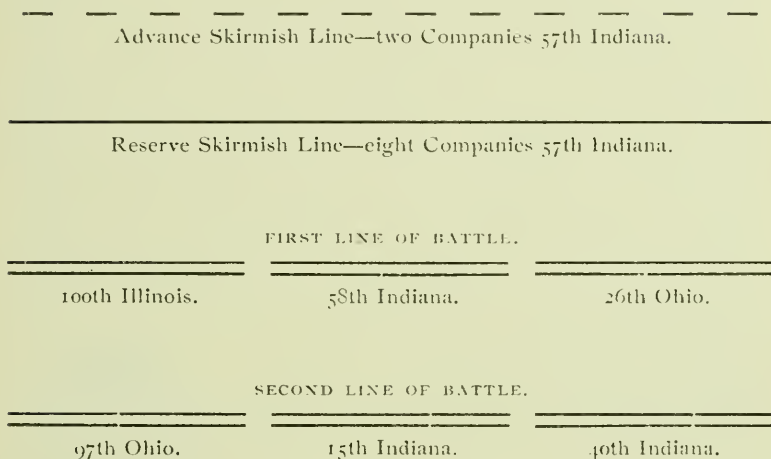 Advance Skirmish Line—two Companies 57th Indiana.
Reserve Skirmish Line—eight Companies 57th Indiana.
FIRST LINE OF BATTLE.
100th Illinois. 58th Indiana. 26th Ohio.
SECOND LINE OF BATTLE.
97th Ohio. 15th Indiana. 40th Indiana.